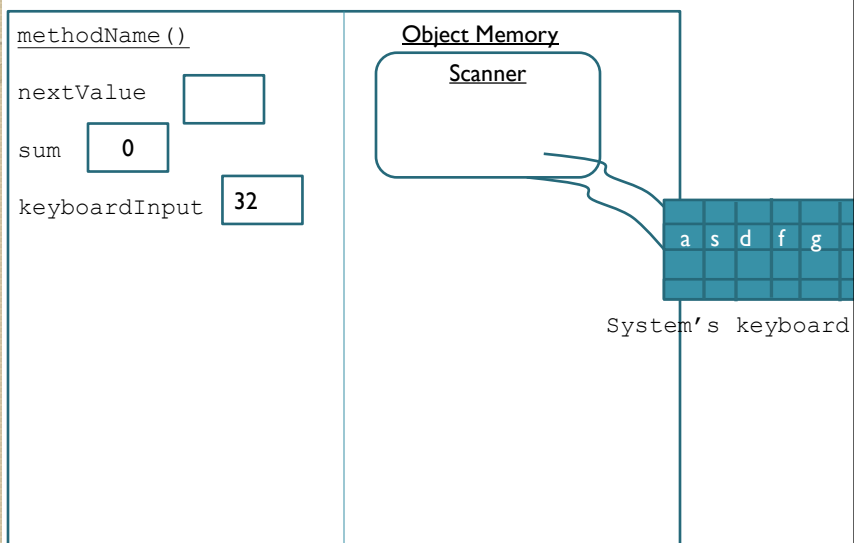 methodName()
nextValue
sum 0
keyboardInput 32
Object Memory
Scanner
a s d f g
System's keyboard